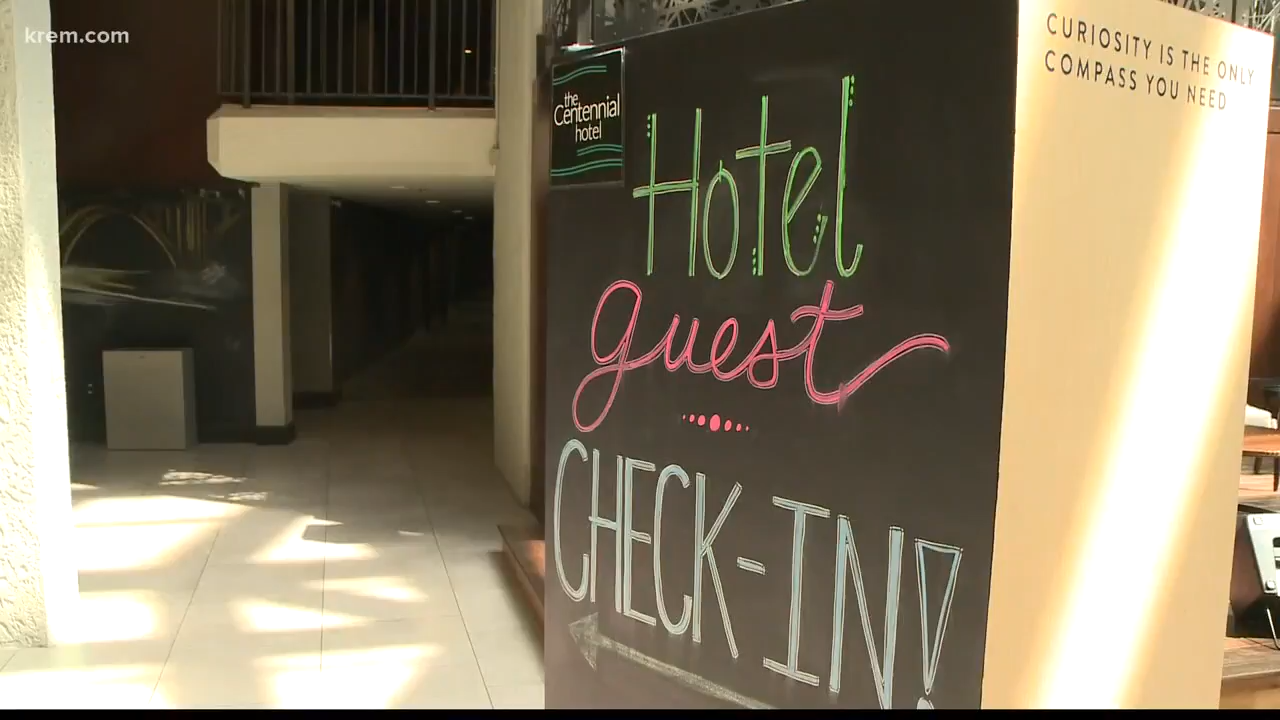 krem.com
the
Centennial
hotel
Hotel
guest
CHECK-IN!
CURIOSITY IS THE ONLY
COMPASS YOU NEED